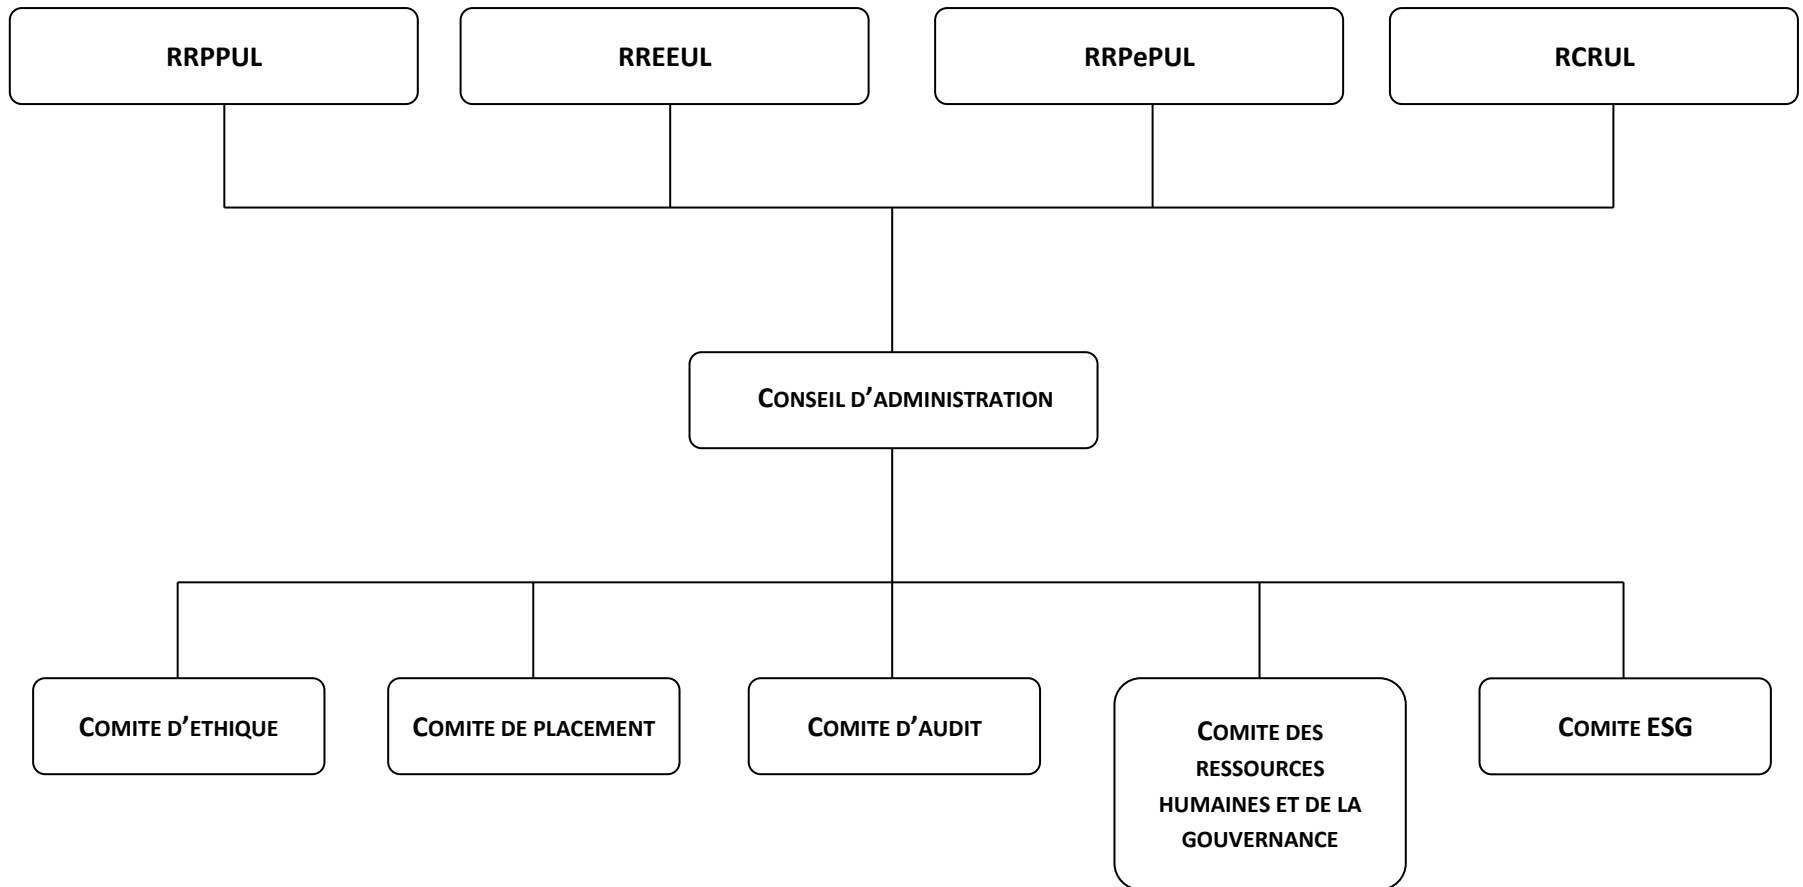 RRPPUL
RREEUL
RRPePUL
RCRUL
CONSEIL D’ADMINISTRATION
COMITE D’ETHIQUE
COMITE DE PLACEMENT
COMITE D’AUDIT
COMITE DES
RESSOURCES
HUMAINES ET DE LA
GOUVERNANCE
COMITE ESG